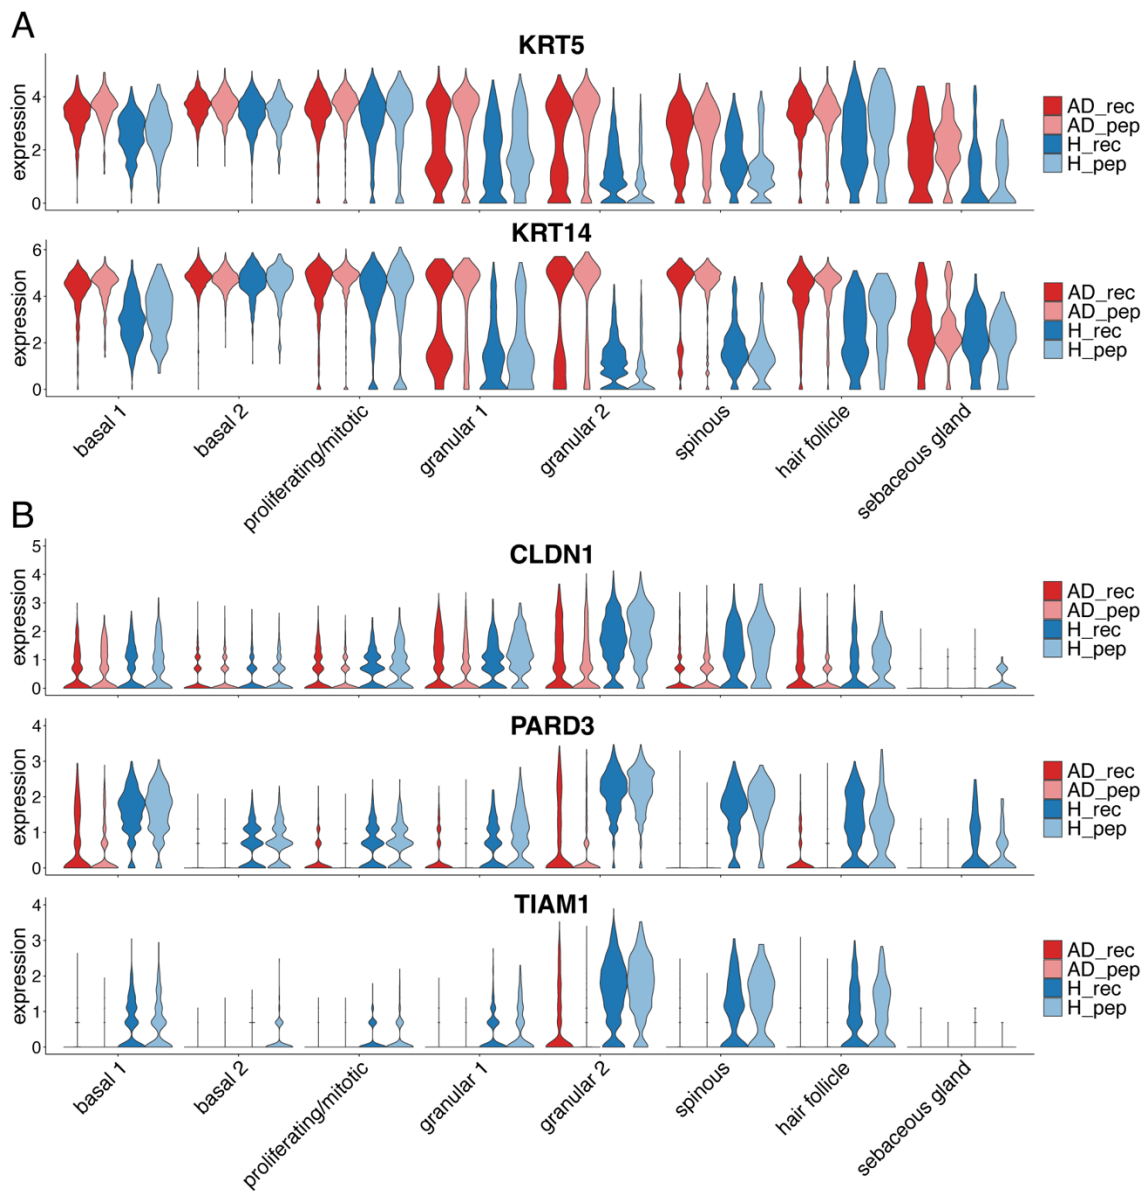 A
KRT5
expression
4
2
0
AD_rec
AD_pep
H_rec
H_pep
KRT14
expression
6
4
2
0
AD_rec
AD_pep
H_rec
H_pep
basal 1
basal 2
proliferating/mitotic
granular 1
granular 2
spinous
hair follicle
sebaceous gland
B
CLDN1
expression
5
4
3
2
1
0
AD_rec
AD_pep
H_rec
H_pep
PARD3
expression
4
3
2
1
0
AD_rec
AD_pep
H_rec
H_pep
TIAM1
expression
4
3
2
1
0
AD_rec
AD_pep
H_rec
H_pep
basal 1
basal 2
proliferating/mitotic
granular 1
granular 2
spinous
hair follicle
sebaceous gland